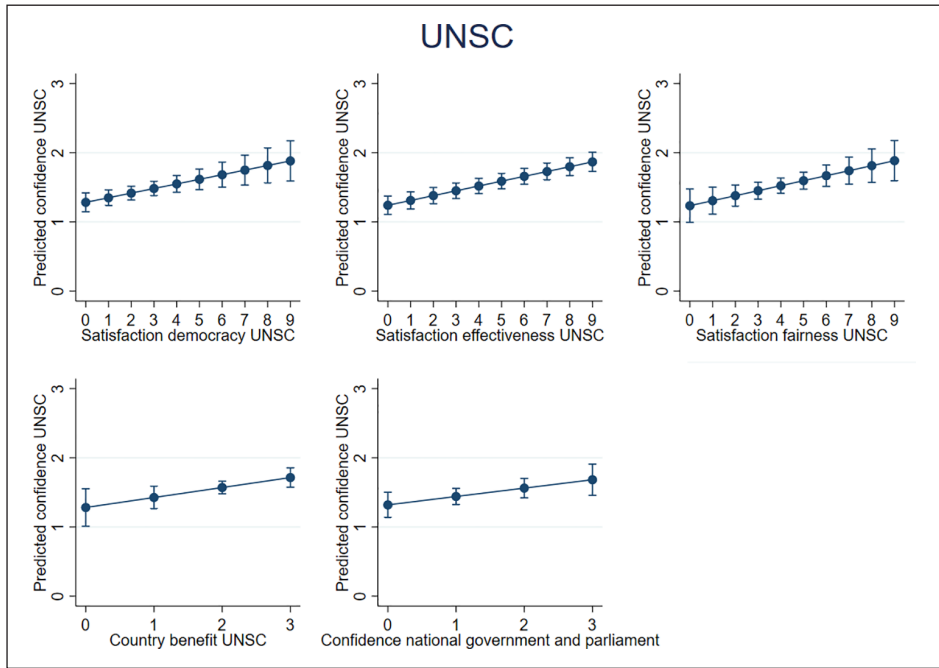 UNSC
Predicted confidence UNSC
3
2
1
0
0 1 2 3 4 5 6 7 8 9
Satisfaction democracy UNSC
Predicted confidence UNSC
3
2
1
0
0 1 2 3 4 5 6 7 8 9
Satisfaction effectiveness UNSC
Predicted confidence UNSC
3
2
1
0
0 1 2 3 4 5 6 7 8 9
Satisfaction fairness UNSC
Predicted confidence UNSC
3
2
1
0
0 1 2 3
Country benefit UNSC
Predicted confidence UNSC
3
2
1
0
0 1 2 3
Confidence national government and parliament